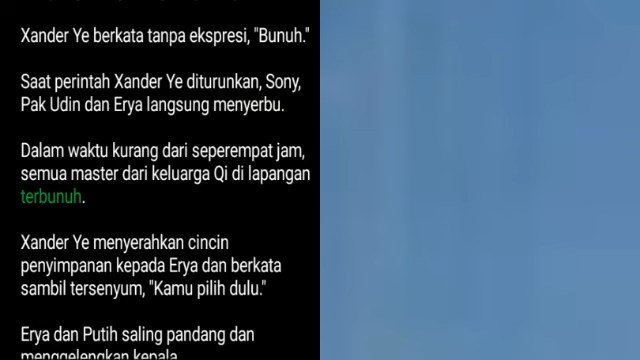 Xander Ye berkata tanpa ekspresi, "Bunuh."
Saat perintah Xander Ye diturunkan, Sony,
Pak Udin dan Erya langsung menyerbu.
Dalam waktu kurang dari seperempat jam,
semua master dari keluarga Qi di lapangan
terbunuh.
Xander Ye menyerahkan cincin
penyimpanan kepada Erya dan berkata
sambil tersenyum, "Kamu pilih dulu."
Erya dan Putih saling pandang dan
menggelengkan kepala